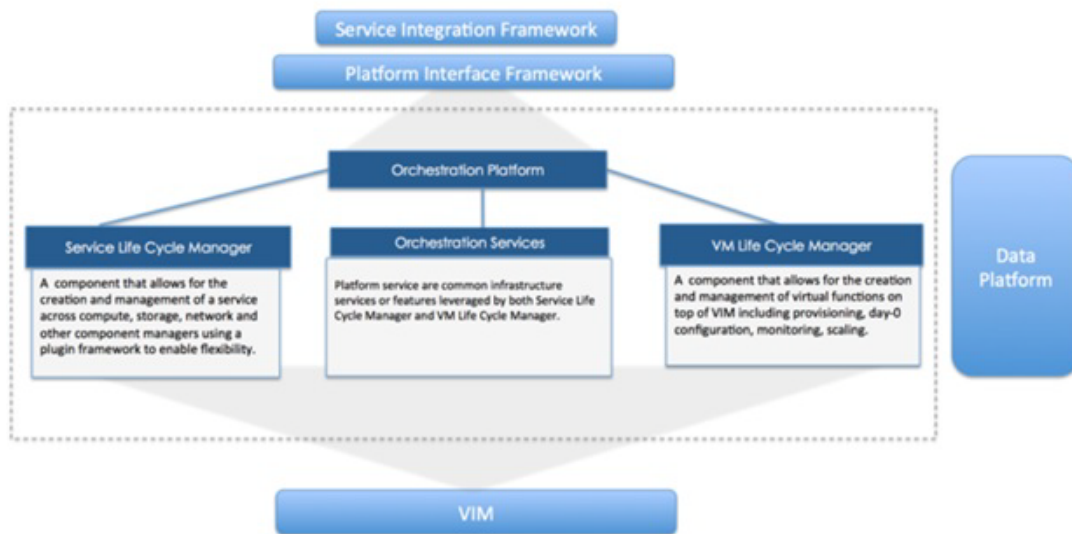 Service Integration Framework
Platform Interface Framework
Orchestration Platform
Service Life Cycle Manager
A component that allows for the
creation and management of a service
across compute, storage, network and
other component managers using a
plugin framework to enable flexibility.
Orchestration Services
Platform service are common infrastructure
services or features leveraged by both Service Life
Cycle Manager and VM Life Cycle Manager.
VM Life Cycle Manager
A component that allows for the creation
and management of virtual functions on
top of VIM including provisioning, day-0
configuration, monitoring, scaling.
Data
Platform
VIM